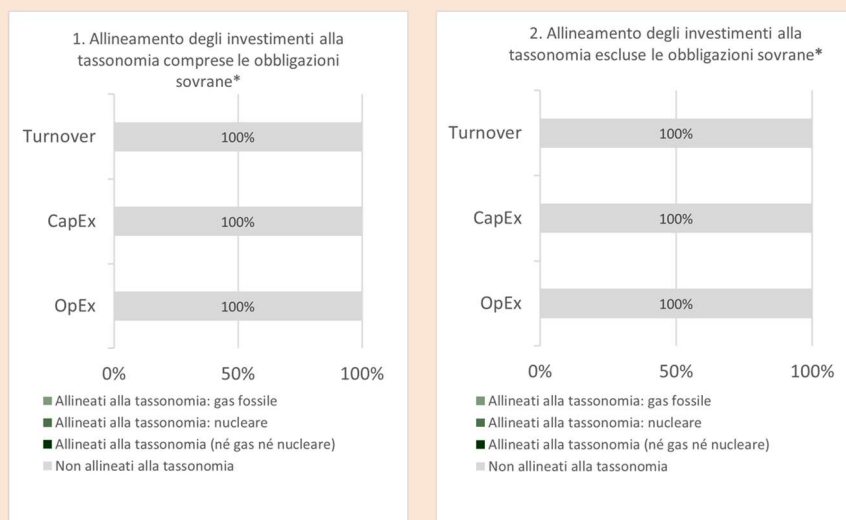 1. Allineamento degli investimenti alla
tassonomia comprese le obbligazioni
sovrane*
Turnover
100%
CapEx
100%
OpEx
100%
0%
50%
100%
Allineati alla tassonomia: gas fossile
Allineati alla tassonomia: nucleare
Allineati alla tassonomia (né gas né nucleare)
Non allineati alla tassonomia
2. Allineamento degli investimenti alla
tassonomia escluse le obbligazioni sovrane*
Turnover
100%
CapEx
100%
OpEx
100%
0%
50%
100%
Allineati alla tassonomia: gas fossile
Allineati alla tassonomia: nucleare
Allineati alla tassonomia (né gas né nucleare)
Non allineati alla tassonomia